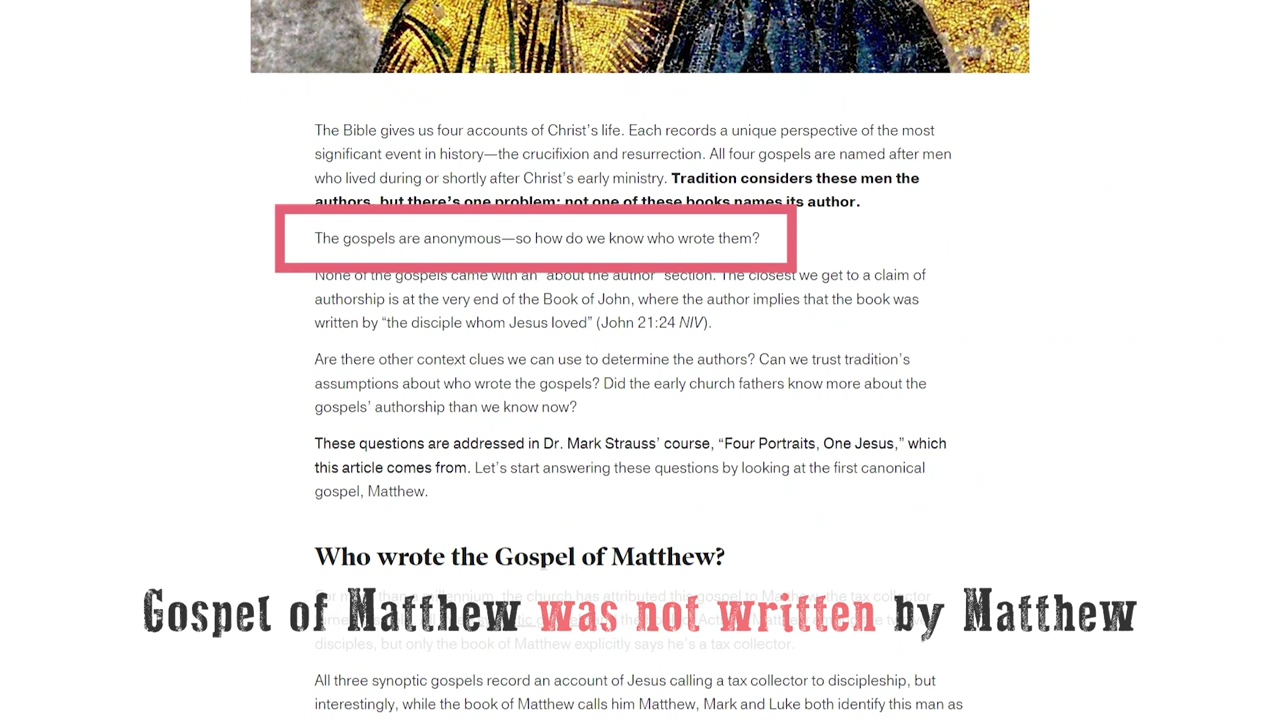 The Bible gives us four accounts of Christ's life. Each records a unique perspective of the most
significant event in history—the crucifixion and resurrection. All four gospels are named after men
who lived during or shortly after Christ's early ministry. Tradition considers these men the
authors, but there's one problem: not one of these books names its author.
The gospels are anonymous—so how do we know who wrote them?
None of the gospels came with an "about the author" section. The closest we get to a claim of
authorship is at the very end of the Book of John, where the author implies that the book was
written by “the disciple whom Jesus loved” (John 21:24 NIV).
Are there other context clues we can use to determine the authors? Can we trust tradition's
assumptions about who wrote the gospels? Did the early church fathers know more about the
gospels' authorship than we know now?
These questions are addressed in Dr. Mark Strauss' course, “Four Portraits, One Jesus,” which
this article comes from. Let's start answering these questions by looking at the first canonical
gospel, Matthew.
Who wrote the Gospel of Matthew?
the church has attributed this gospel to the tax collector
Gospel of Matthew was not written by Matthew
disciples, but only the book of Matthew explicitly says he's a tax collector.
All three synoptic gospels record an account of Jesus calling a tax collector to discipleship, but
interestingly, while the book of Matthew calls him Matthew, Mark and Luke both identify this man as